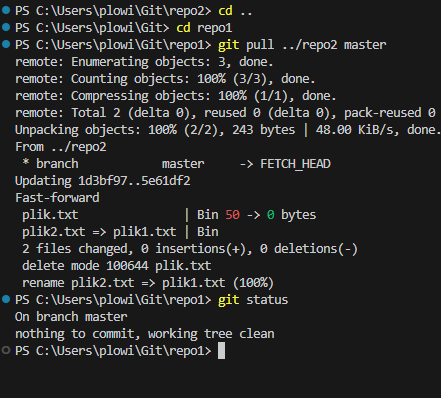 PS C:\Users\plowi\Git\repo2> cd ..
PS C:\Users\plowi\Git> cd repo1
PS C:\Users\plowi\Git\repo1> git pull ../repo2 master
remote: Enumerating objects: 3, done.
remote: Counting objects: 100% (3/3), done.
remote: Compressing objects: 100% (1/1), done.
remote: Total 2 (delta 0), reused 0 (delta 0), pack-reused 0
Unpacking objects: 100% (2/2), 243 bytes | 48.00 KiB/s, done.
From ../repo2
 * branch            master     -> FETCH_HEAD
Updating 1d3bf97..5e61df2
Fast-forward
 plik.txt               | Bin 50 -> 0 bytes
 plik2.txt => plik1.txt | Bin
 2 files changed, 0 insertions(+), 0 deletions(-)
 delete mode 100644 plik.txt
 rename plik2.txt => plik1.txt (100%)
PS C:\Users\plowi\Git\repo1> git status
On branch master
nothing to commit, working tree clean
PS C:\Users\plowi\Git\repo1>